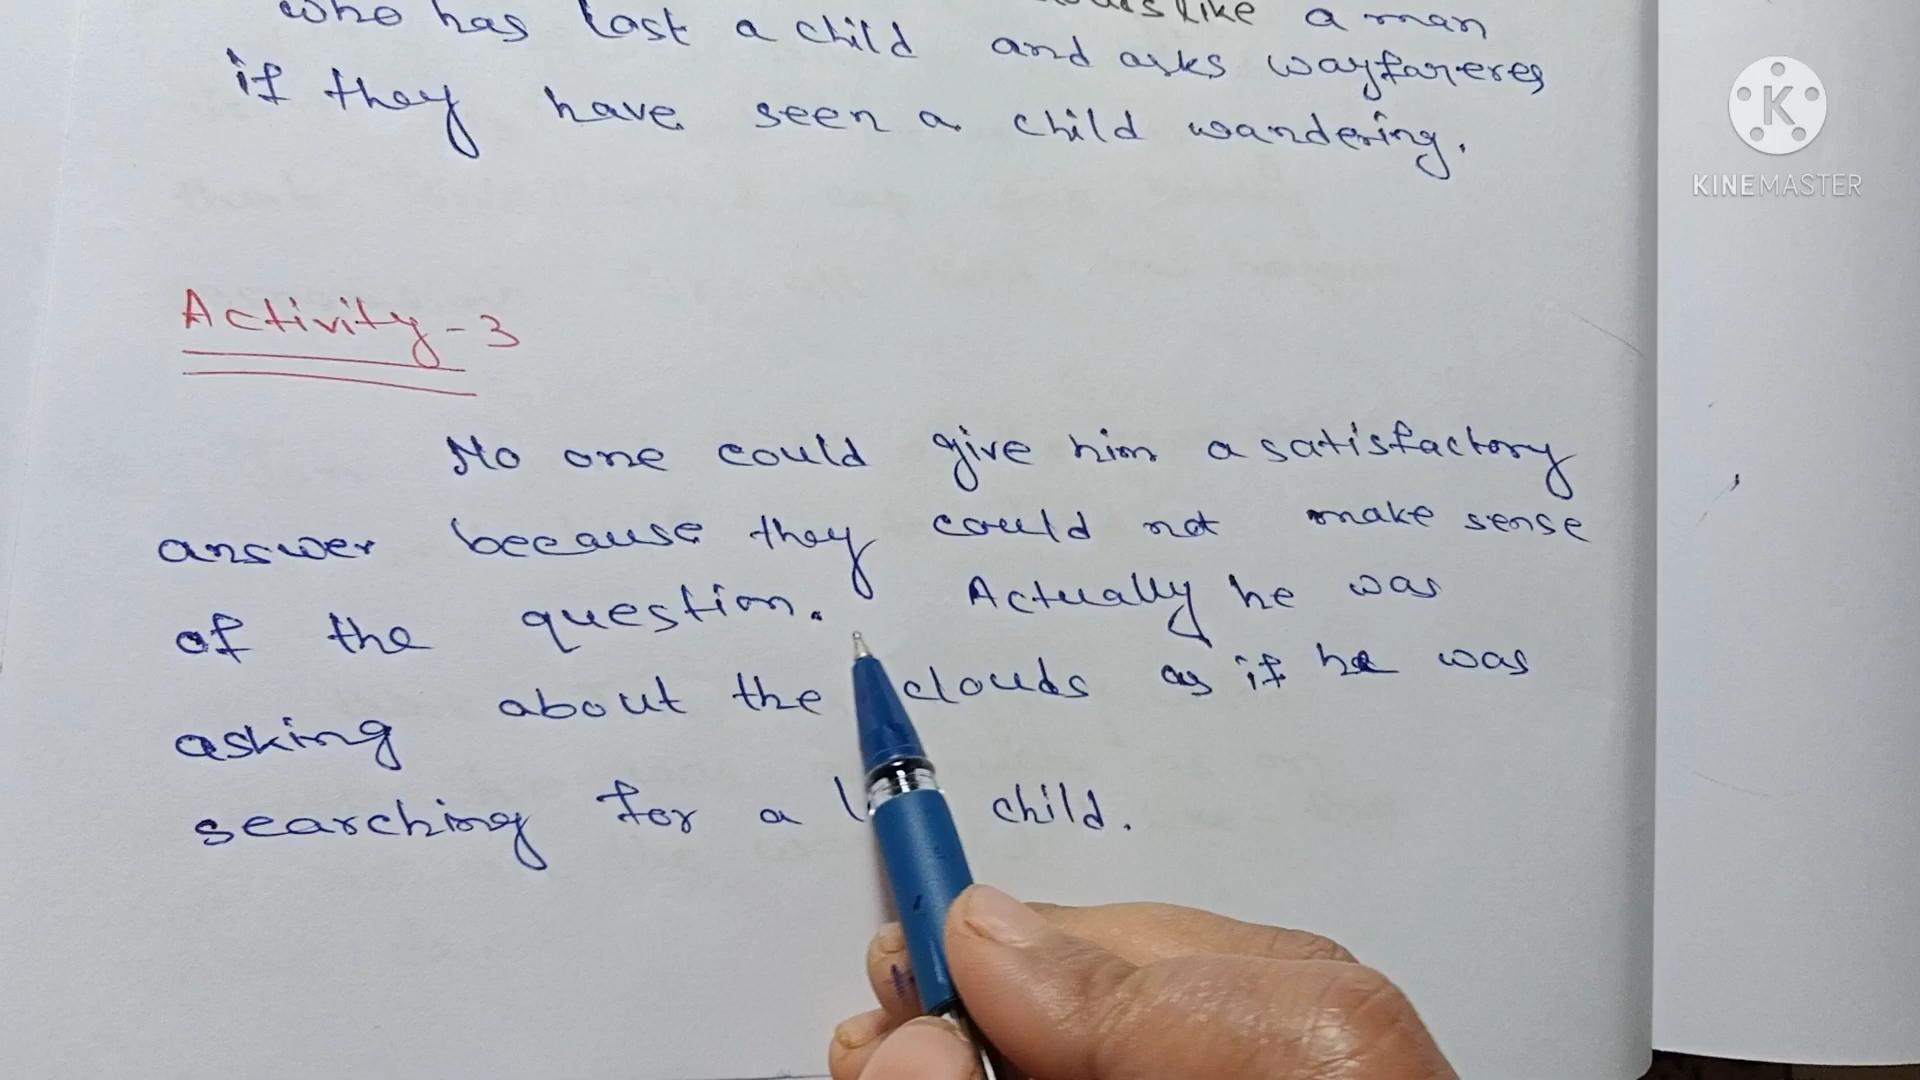 like a man
who has lost a child and asks wayfareres
if they have seen a child wandering.
KINEMASTER
Activity-3
No one could give him a satisfactory
answer because they could not make sense
of the question. Actually he was
asking about the clouds as if he was
searching for a child.